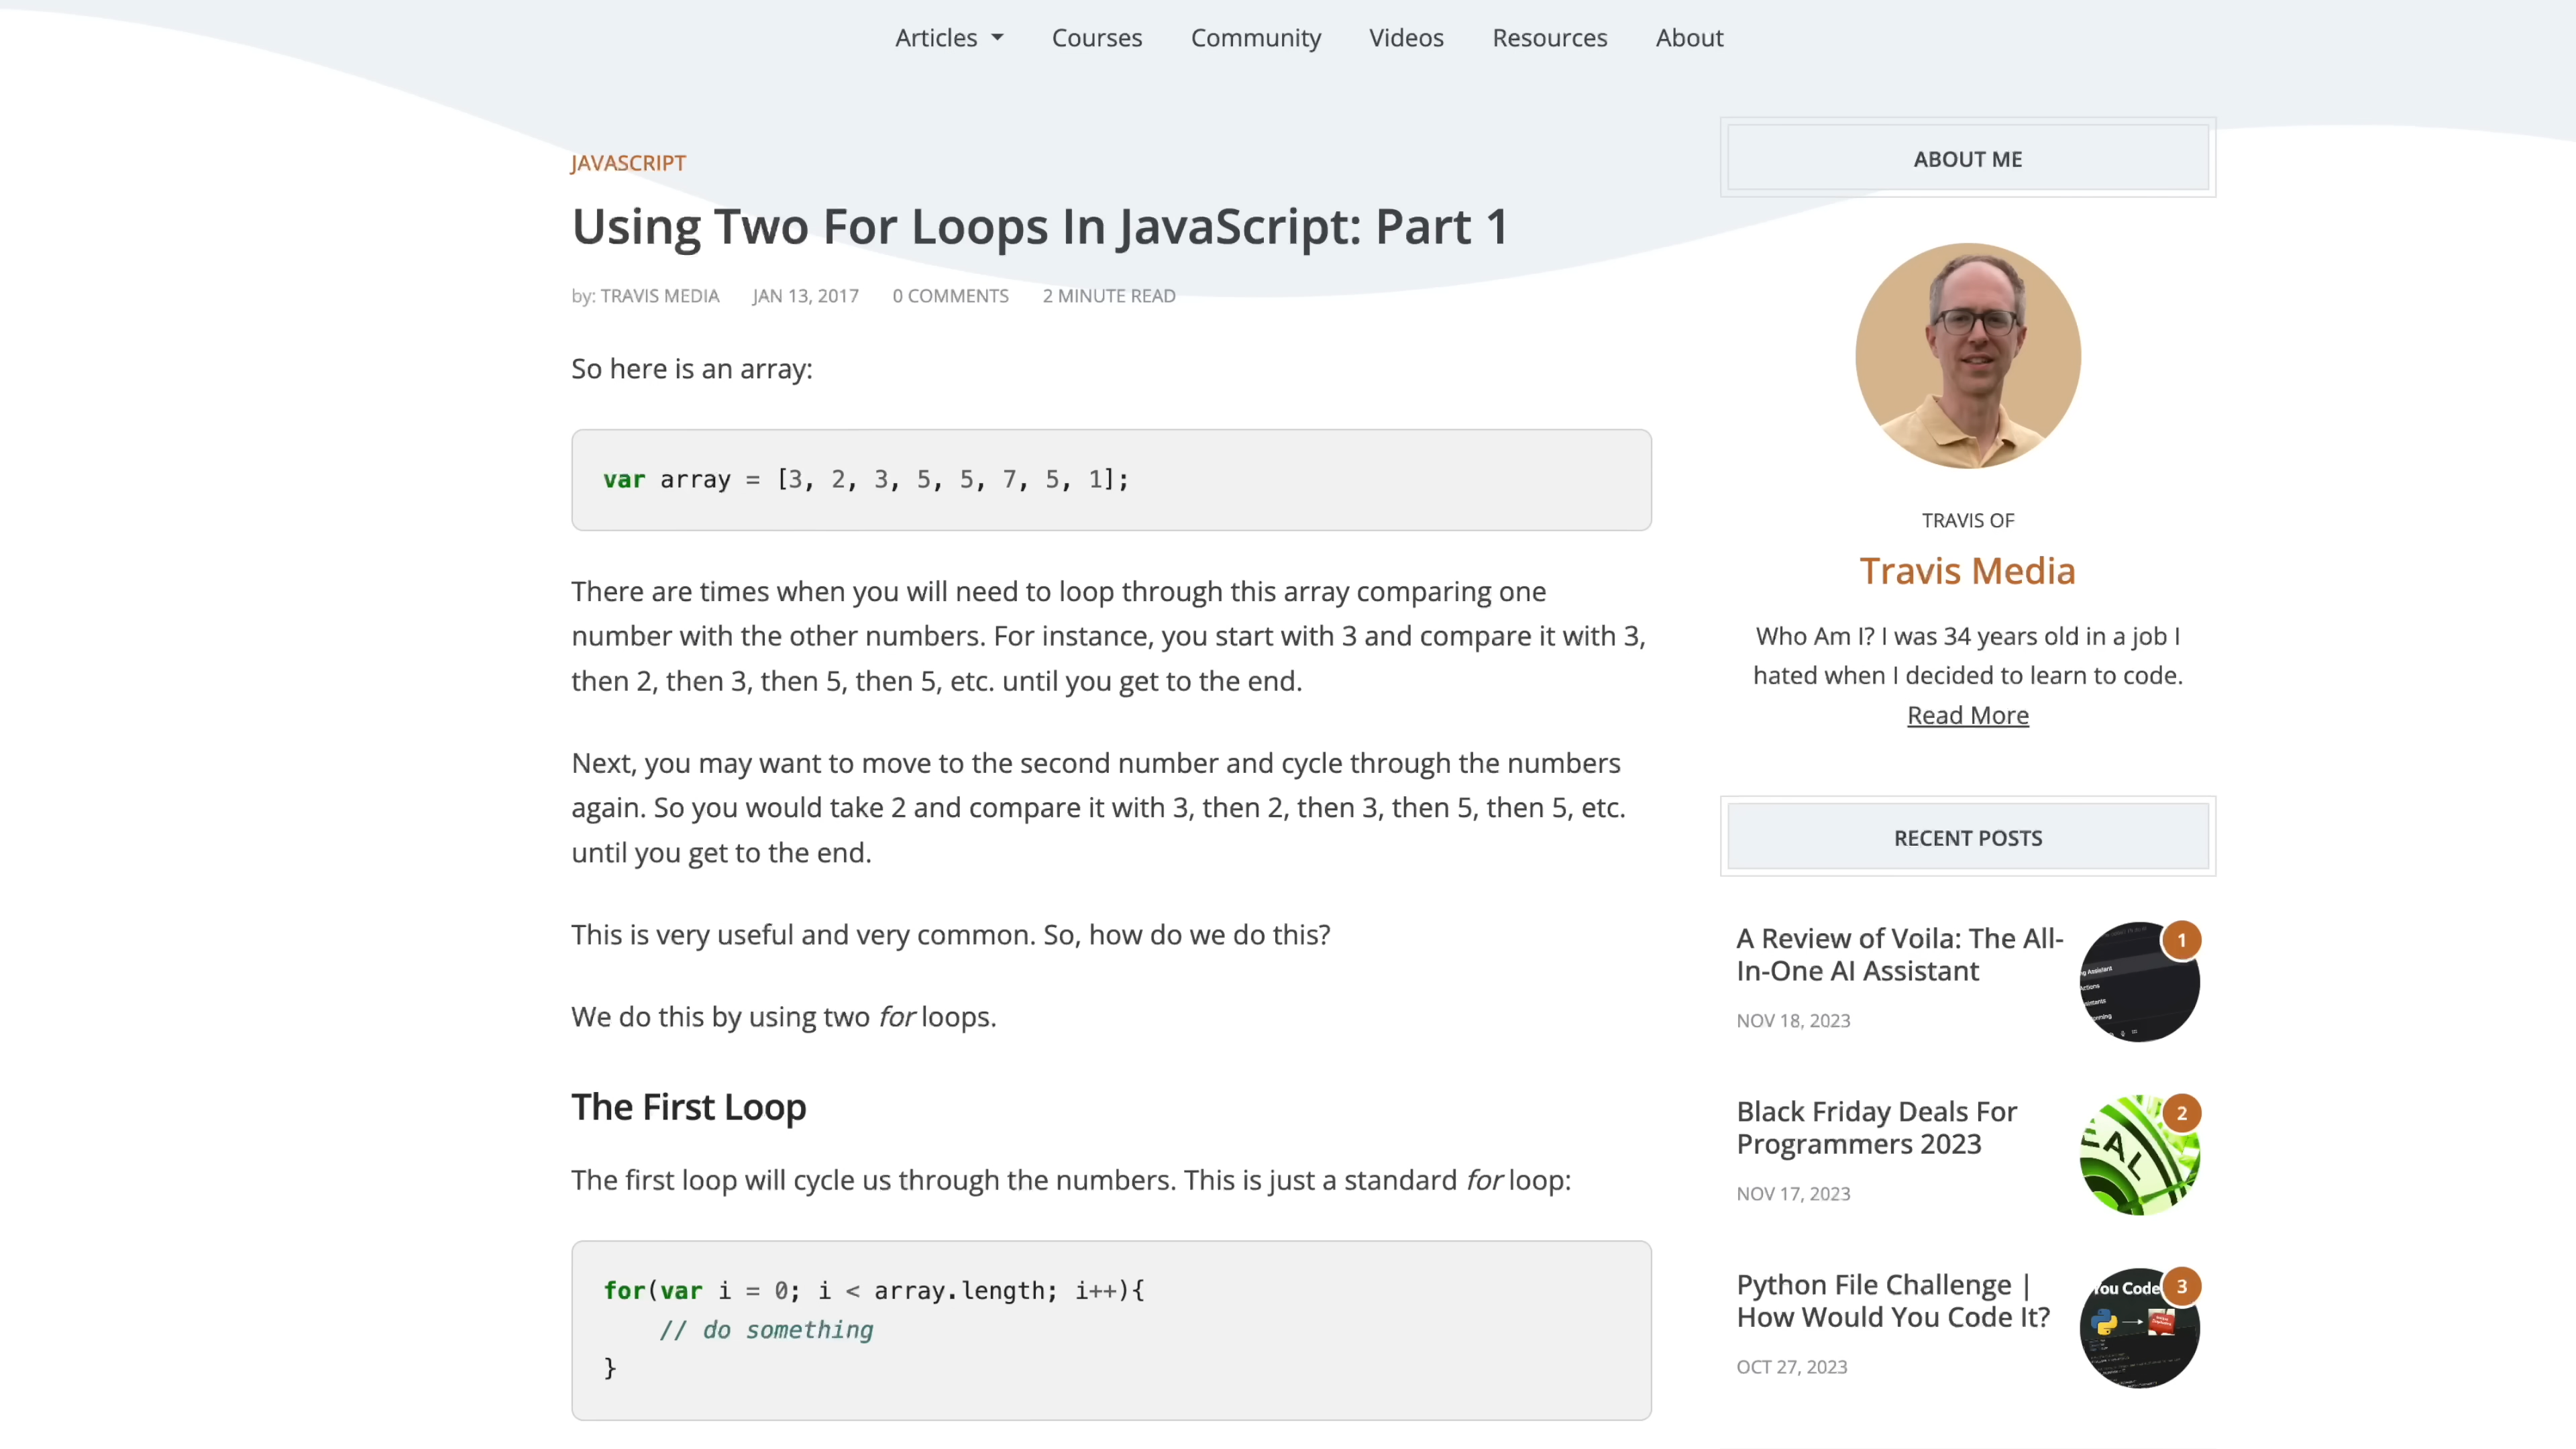 Articles
Courses
Community
Videos
Resources
About
JAVASCRIPT
Using Two For Loops In JavaScript: Part 1
by: TRAVIS MEDIA JAN 13, 2017 0 COMMENTS 2 MINUTE READ
So here is an array:
var array = [3, 2, 3, 5, 5, 7, 5, 1];
There are times when you will need to loop through this array comparing one
number with the other numbers. For instance, you start with 3 and compare it with 3,
then 2, then 3, then 5, then 5, etc. until you get to the end.
Next, you may want to move to the second number and cycle through the numbers
again. So you would take 2 and compare it with 3, then 2, then 3, then 5, then 5, etc.
until you get to the end.
This is very useful and very common. So, how do we do this?
We do this by using two for loops.
The First Loop
The first loop will cycle us through the numbers. This is just a standard for loop:
for(var i = 0; i < array.length; i++){
    // do something
}
ABOUT ME
TRAVIS OF
Travis Media
Who Am I? I was 34 years old in a job I
hated when I decided to learn to code.
Read More
RECENT POSTS
A Review of Voila: The All-
In-One AI Assistant
NOV 18, 2023
1
Black Friday Deals For
Programmers 2023
NOV 17, 2023
2
Python File Challenge |
How Would You Code It?
OCT 27, 2023
You Code
3